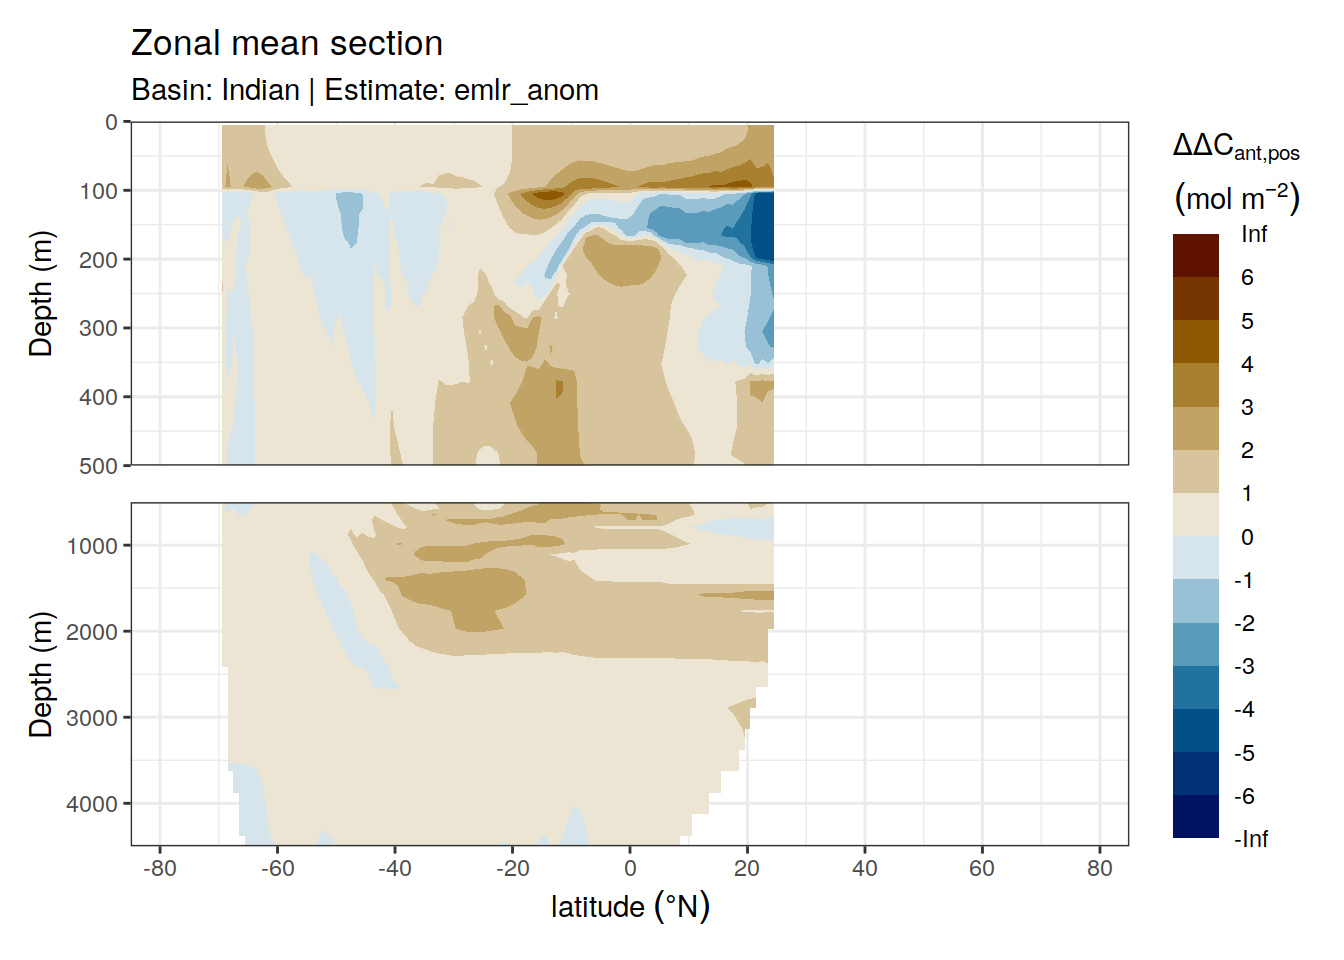 Zonal mean section
Basin: Indian | Estimate: emlr_anom
0
100
200
300
400
500
Depth (m)
1000
2000
3000
4000
Depth (m)
-80 -60 -40 -20 0 20 40 60 80
latitude (°N)
ΔΔC_ant,pos
(mol m⁻²)
Inf
6
5
4
3
2
1
0
-1
-2
-3
-4
-5
-6
-Inf